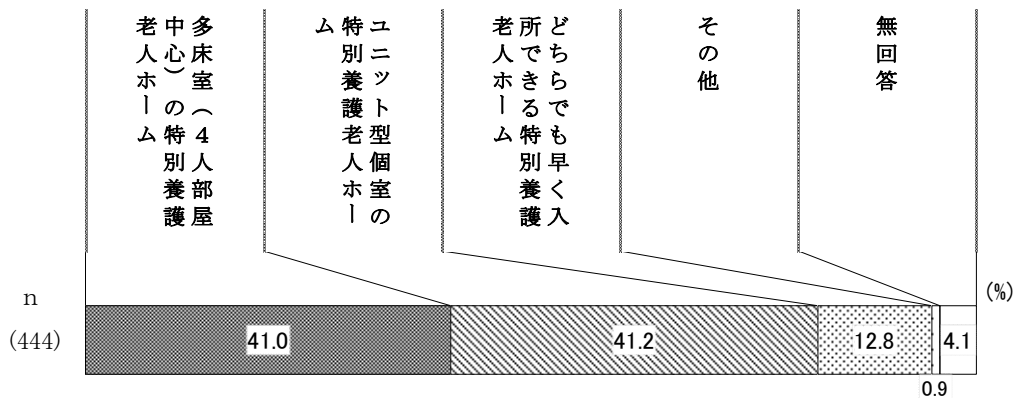 多床室（４人部屋
中心）の特別養護
老人ホーム
ユニット型個室の
特別養護老人ホー
ム
どちらでも早く入
所できる特別養護
老人ホーム
その他
無回答
n
(444)
41.0
41.2
12.8
0.9
4.1
(%)